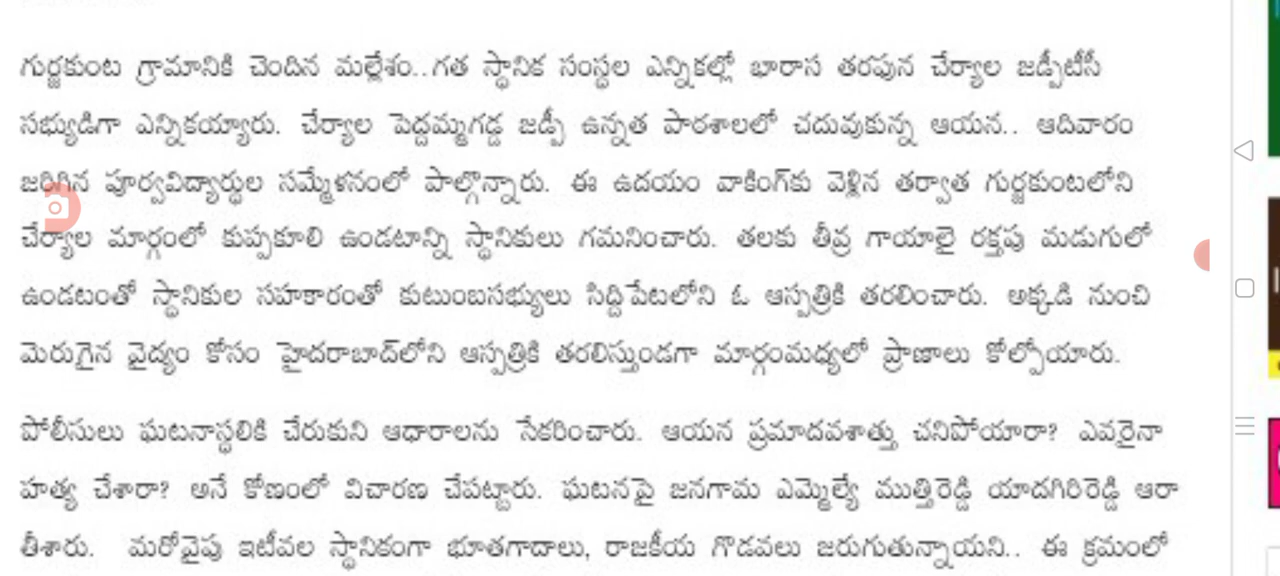 గుర్జకుంట గ్రామానికి చెందిన మల్లేశం..గత స్థానిక సంస్థల ఎన్నికల్లో భారాస తరఫున చేర్యాల జడ్పీటీసీ
సభ్యుడిగా ఎన్నికయ్యారు. చేర్యాల పెద్దమ్మగడ్డ జడ్పీ ఉన్నత పాఠశాలలో చదువుకున్న ఆయన.. ఆదివారం
జరిగిన పూర్వవిద్యార్థుల సమ్మేళనంలో పాల్గొన్నారు. ఈ ఉదయం వాకింగ్‌కు వెళ్లిన తర్వాత గుర్జకుంటలోని
చేర్యాల మార్గంలో కుప్పకూలి ఉండటాన్ని స్థానికులు గమనించారు. తలకు తీవ్ర గాయాలై రక్తపు మడుగులో
ఉండటంతో స్థానికుల సహకారంతో కుటుంబసభ్యులు సిద్దిపేటలోని ఓ ఆస్పత్రికి తరలించారు. అక్కడి నుంచి
మెరుగైన వైద్యం కోసం హైదరాబాద్‌లోని ఆస్పత్రికి తరలిస్తుండగా మార్గంమధ్యలో ప్రాణాలు కోల్పోయారు.
పోలీసులు ఘటనాస్థలికి చేరుకుని ఆధారాలను సేకరించారు. ఆయన ప్రమాదవశాత్తు చనిపోయారా? ఎవరైనా
హత్య చేశారా? అనే కోణంలో విచారణ చేపట్టారు. ఘటనపై జనగామ ఎమ్మెల్యే ముత్తిరెడ్డి యాదగిరిరెడ్డి ఆరా
తీశారు. మరోవైపు ఇటీవల స్థానికంగా భూతగాదాలు, రాజకీయ గొడవలు జరుగుతున్నాయని.. ఈ క్రమంలో